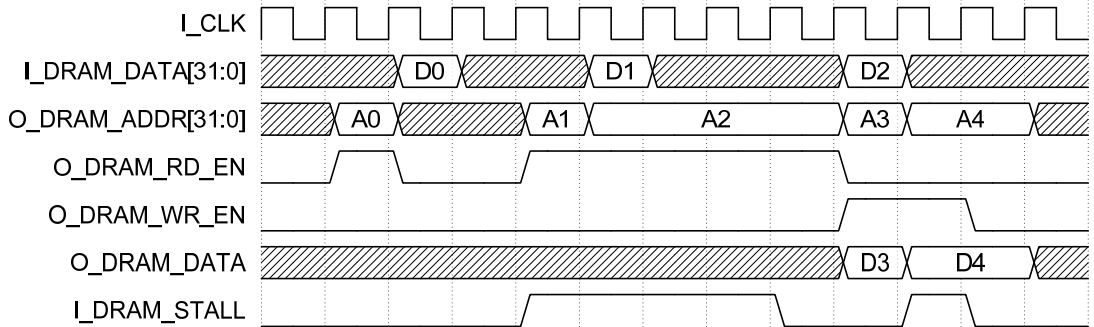 I_CLK
I_DRAM_DATA[31:0] D0 D1 D2
O_DRAM_ADDR[31:0] A0 A1 A2 A3 A4
O_DRAM_RD_EN
O_DRAM_WR_EN
O_DRAM_DATA D3 D4
I_DRAM_STALL